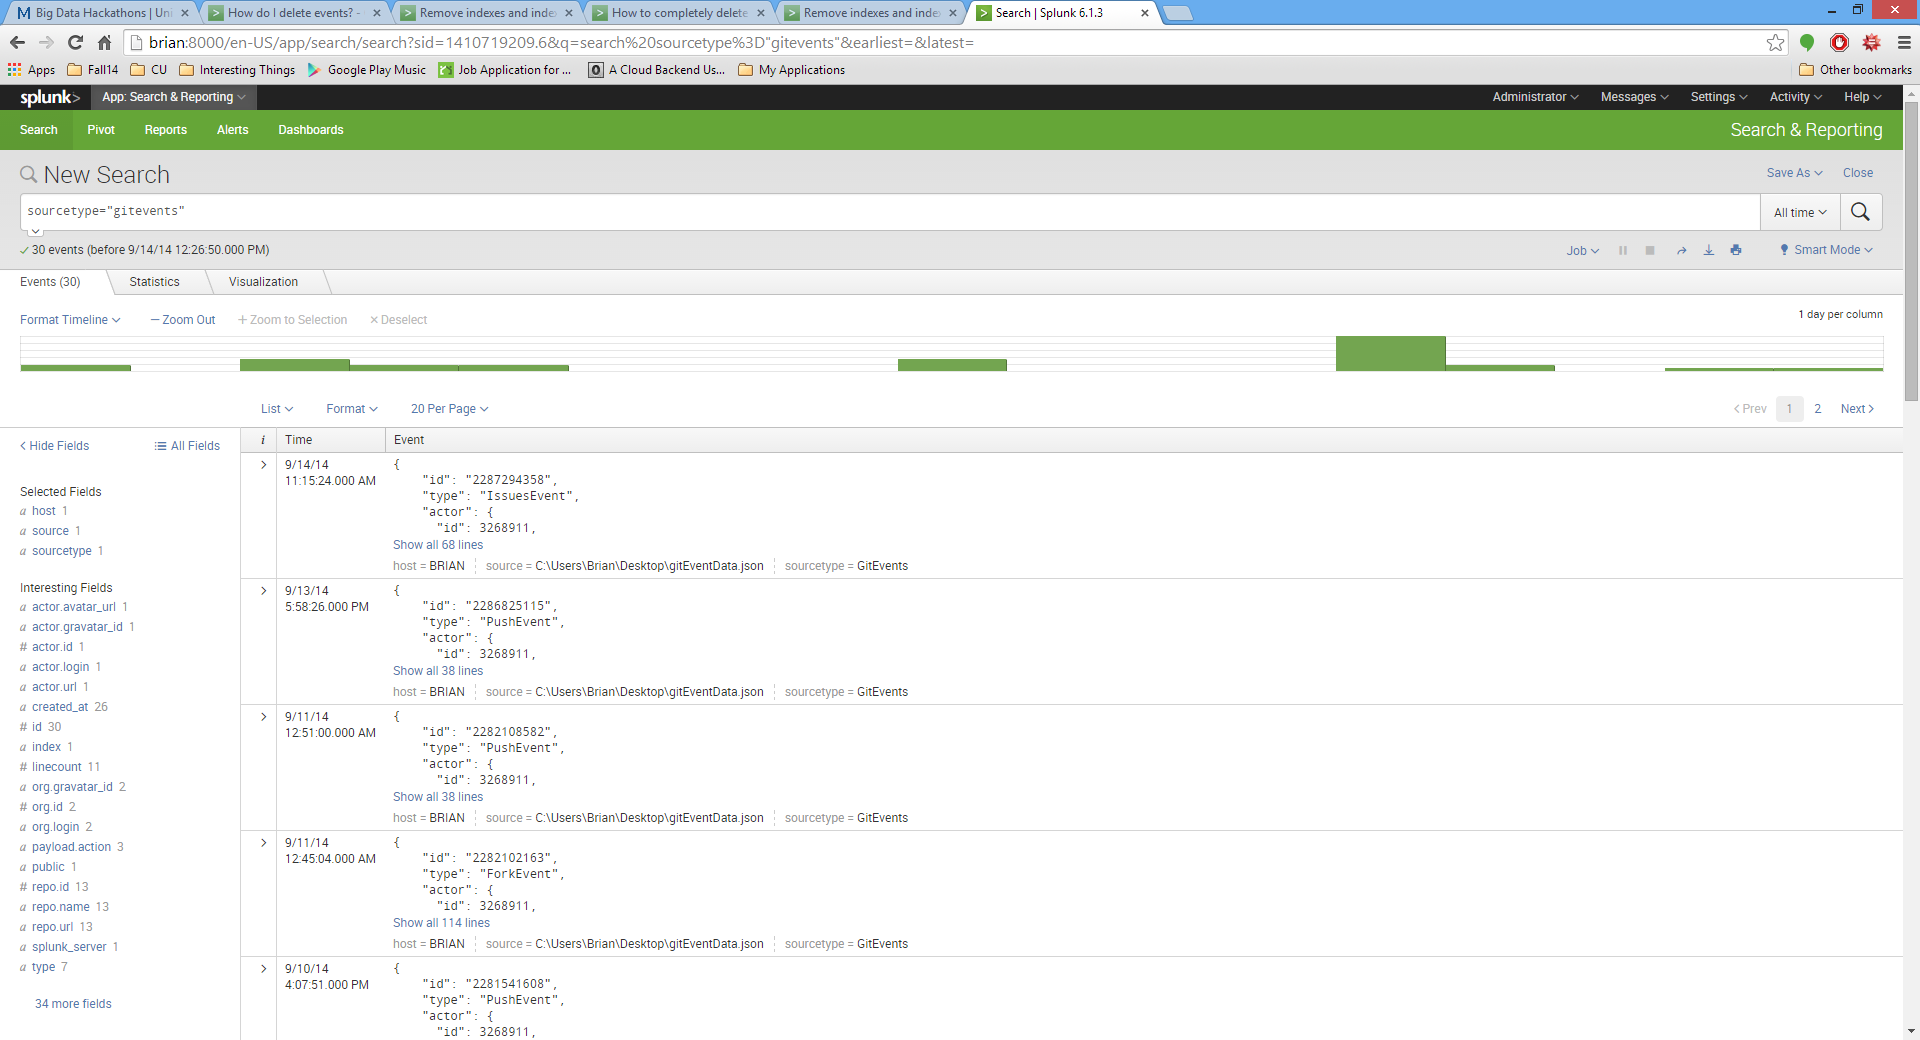 Big Data Hackathons | Uni
How do I delete events? -
Remove indexes and inde
How to completely delete
Remove indexes and inde
Search | Splunk 6.1.3
brian:8000/en-US/app/search/search?sid=1410719209.6&q=search%20sourcetype%3D"gitevents"&earliest=&latest=
Apps Fall14 CU Interesting Things Google Play Music Job Application for ... A Cloud Backend Us... My Applications Other bookmarks
splunk> App: Search & Reporting Administrator Messages Settings Activity Help
Search Pivot Reports Alerts Dashboards Search & Reporting
New Search Save As Close
sourcetype="gitevents" All time
30 events (before 9/14/14 12:26:50.000 PM) Job Smart Mode
Events (30) Statistics Visualization
Format Timeline — Zoom Out + Zoom to Selection × Deselect 1 day per column
List Format 20 Per Page < Prev 1 2 Next >
< Hide Fields All Fields
Selected Fields
a host 1
a source 1
a sourcetype 1
Interesting Fields
a actor.avatar_url 1
a actor.gravatar_id 1
# actor.id 1
a actor.login 1
a actor.url 1
a created_at 26
# id 30
a index 1
# linecount 11
a org.gravatar_id 2
# org.id 2
a org.login 2
a payload.action 3
a public 1
# repo.id 13
a repo.name 13
a repo.url 13
a splunk_server 1
a type 7
34 more fields
i Time Event
> 9/14/14 {
11:15:24.000 AM "id": "2287294358",
"type": "IssuesEvent",
"actor": {
"id": 3268911,
Show all 68 lines
host = BRIAN source = C:\Users\Brian\Desktop\gitEventData.json sourcetype = GitEvents
> 9/13/14 {
5:58:26.000 PM "id": "2286825115",
"type": "PushEvent",
"actor": {
"id": 3268911,
Show all 38 lines
host = BRIAN source = C:\Users\Brian\Desktop\gitEventData.json sourcetype = GitEvents
> 9/11/14 {
12:51:00.000 AM "id": "2282108582",
"type": "PushEvent",
"actor": {
"id": 3268911,
Show all 38 lines
host = BRIAN source = C:\Users\Brian\Desktop\gitEventData.json sourcetype = GitEvents
> 9/11/14 {
12:45:04.000 AM "id": "2282102163",
"type": "ForkEvent",
"actor": {
"id": 3268911,
Show all 114 lines
host = BRIAN source = C:\Users\Brian\Desktop\gitEventData.json sourcetype = GitEvents
> 9/10/14 {
4:07:51.000 PM "id": "2281541608",
"type": "PushEvent",
"actor": {
"id": 3268911,